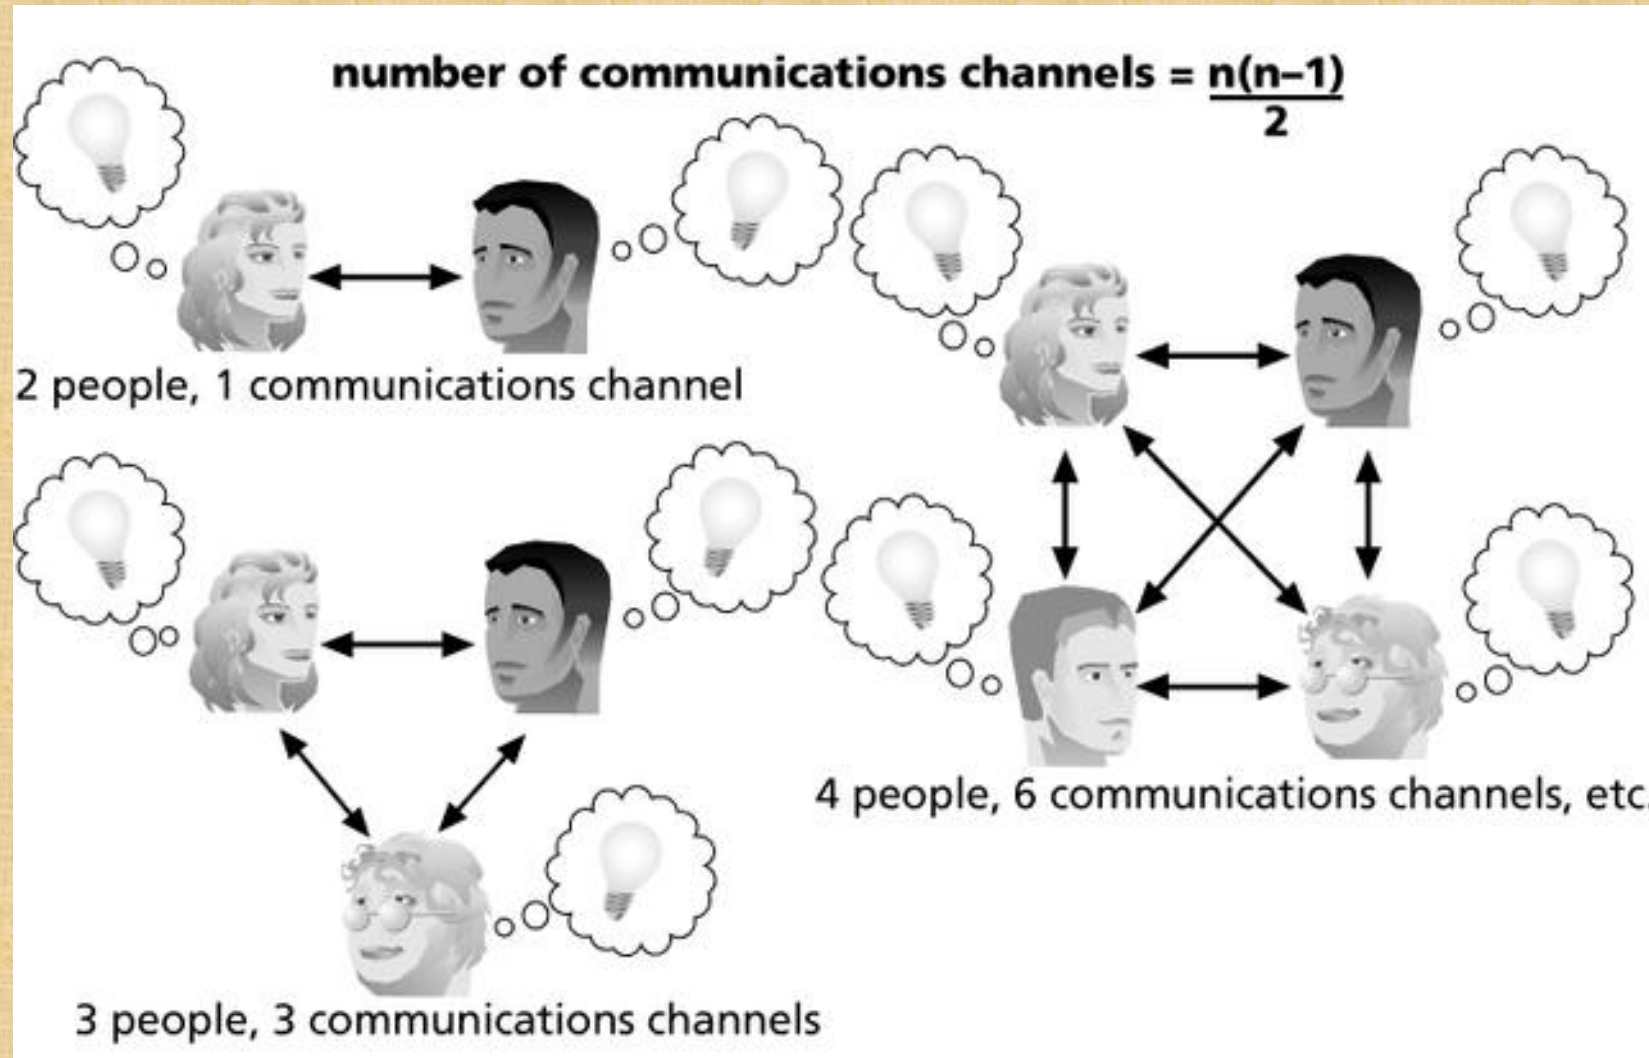 number of communications channels = n(n–1)
2
2 people, 1 communications channel
3 people, 3 communications channels
4 people, 6 communications channels, etc.